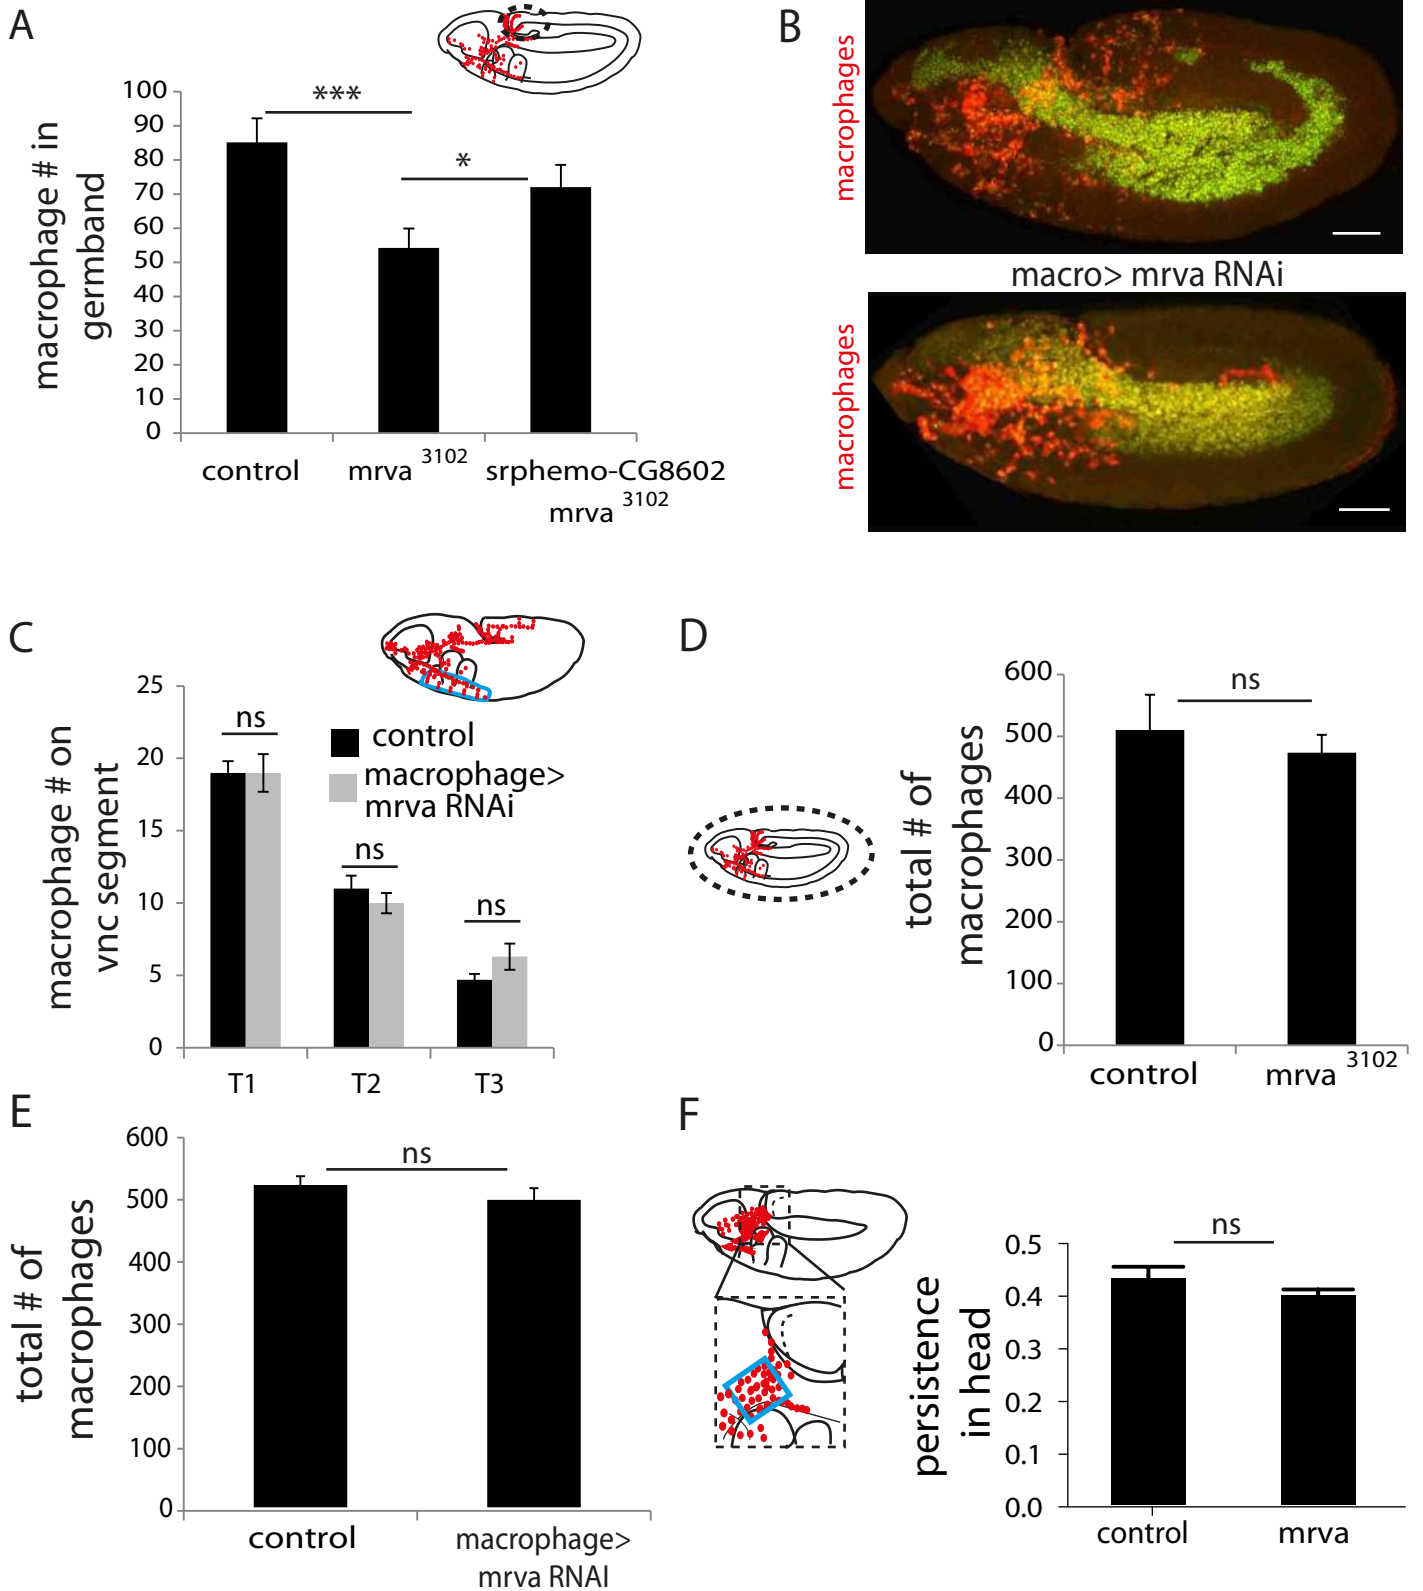 A
macrophage # in
germband
100
90
80
70
60
50
40
30
20
10
0
***
*
control
mrva 3102
srphemo-CG8602
mrva 3102
B
macrophages
macro> mrva RNAi
macrophages
C
macrophage # on
vnc segment
25
20
15
10
5
0
ns
ns
ns
control
macrophage>
mrva RNAi
T1
T2
T3
D
total # of
macrophages
600
500
400
300
200
100
0
ns
control
mrva 3102
E
total # of
macrophages
600
500
400
300
200
100
0
ns
control
macrophage>
mrva RNAI
F
persistence
in head
0.5
0.4
0.3
0.2
0.1
0.0
ns
control
mrva